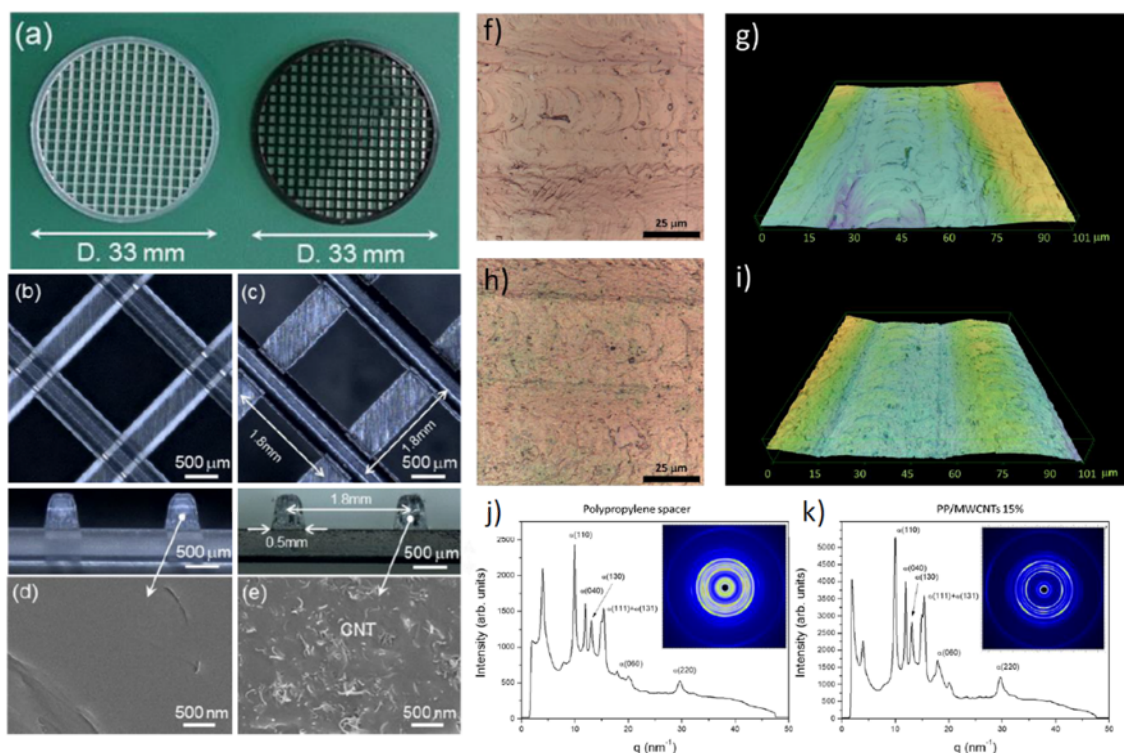 (a)
D. 33 mm
D. 33 mm
(b)
500 μm
(c)
1.8mm
1.8mm
500 μm
500 μm
1.8mm
0.5mm
500 μm
(d)
500 nm
(e)
CNT
500 nm
f)
25 μm
g)
0 15 30 45 60 75 90 101 μm
h)
25 μm
i)
0 15 30 45 60 75 90 101 μm
j)
Polypropylene spacer
Intensity (arb. units)
2500
2000
1500
1000
500
0
α(110)
α(040)
α(130)
α(111)+α(131)
α(060)
α(220)
0 10 20 30 40 50
q (nm⁻¹)
k)
PP/MWCNTs 15%
Intensity (arb. units)
5000
4500
4000
3500
3000
2500
2000
1500
1000
500
0
α(110)
α(040)
α(130)
α(111)+α(131)
α(060)
α(220)
0 10 20 30 40 50
q (nm⁻¹)